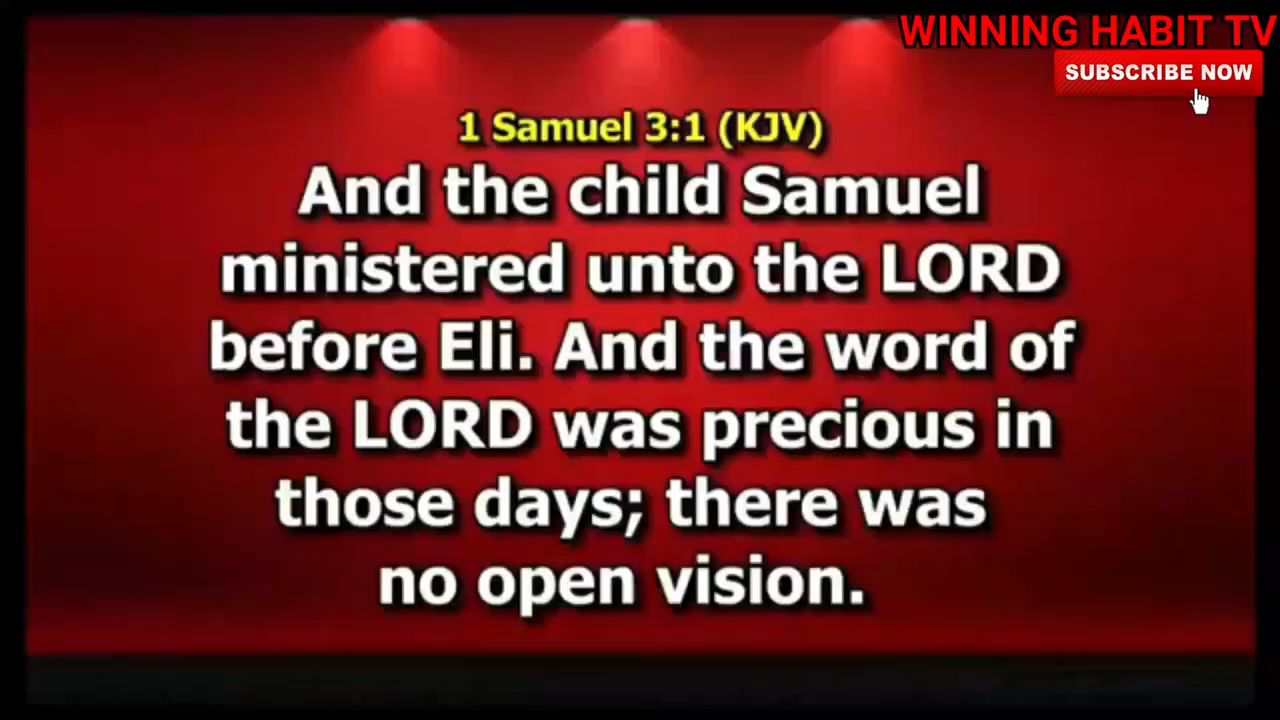 WINNING HABIT TV
SUBSCRIBE NOW
1 Samuel 3:1 (KJV)
And the child Samuel
ministered unto the LORD
before Eli. And the word of
the LORD was precious in
those days; there was
no open vision.